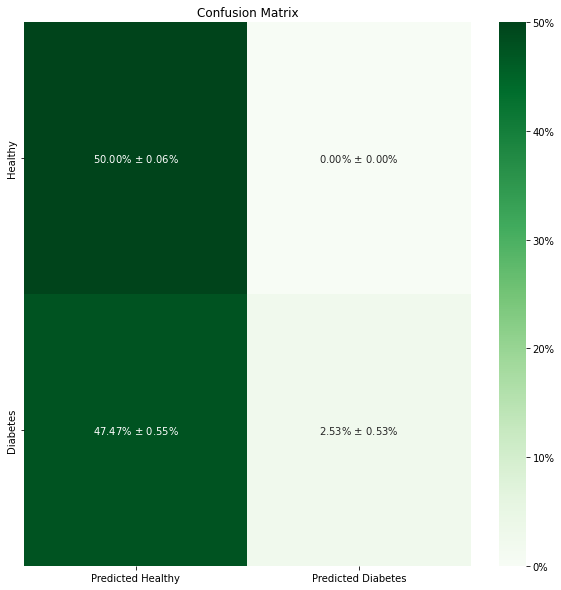 Confusion Matrix
Healthy
50.00% ± 0.06%
0.00% ± 0.00%
Diabetes
47.47% ± 0.55%
2.53% ± 0.53%
Predicted Healthy
Predicted Diabetes
50%
40%
30%
20%
10%
0%